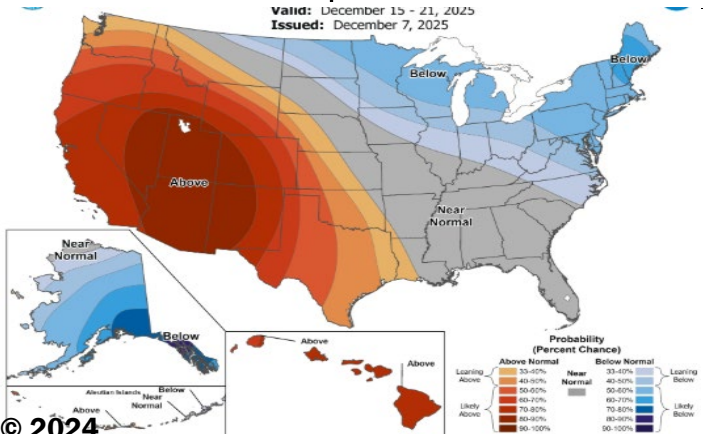 Valid: December 15 - 21, 2025
Issued: December 7, 2025
Below
Below
Above
Near
Normal
Near
Normal
Below
Aleutian Islands
Below
Near
Normal
Above
Above
Above
Probability
(Percent Chance)
Above Normal
Below Normal
Leaning
Above
Likely
Above
33-40%
40-50%
50-60%
60-70%
70-80%
80-90%
90-100%
Near
Normal
33-40%
40-50%
50-60%
60-70%
70-80%
80-90%
90-100%
Leaning
Below
Likely
Below
© 2024